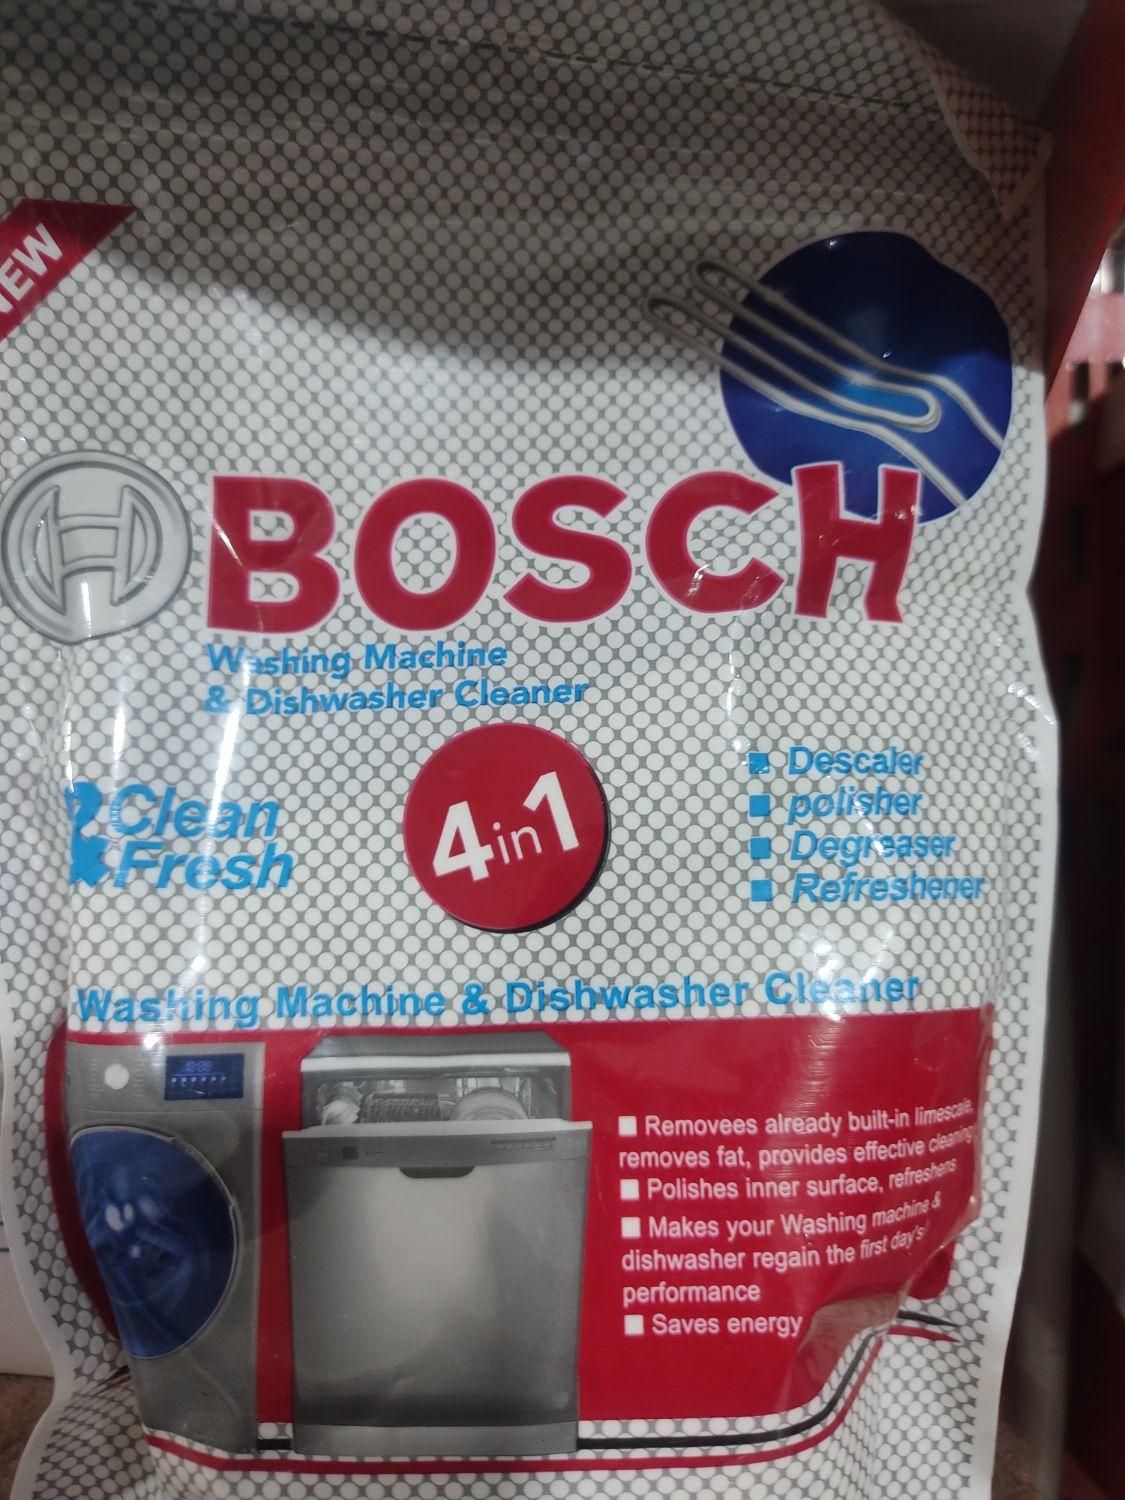 NEW
BOSCH
Washing Machine
& Dishwasher Cleaner
Clean
& Fresh
4in1
Descaler
polisher
Degreaser
Refreshener
Washing Machine & Dishwasher Cleaner
Removees already built-in limescale,
removes fat, provides effective cleaning
Polishes inner surface, refreshens
Makes your Washing machine &
dishwasher regain the first day's
performance
Saves energy